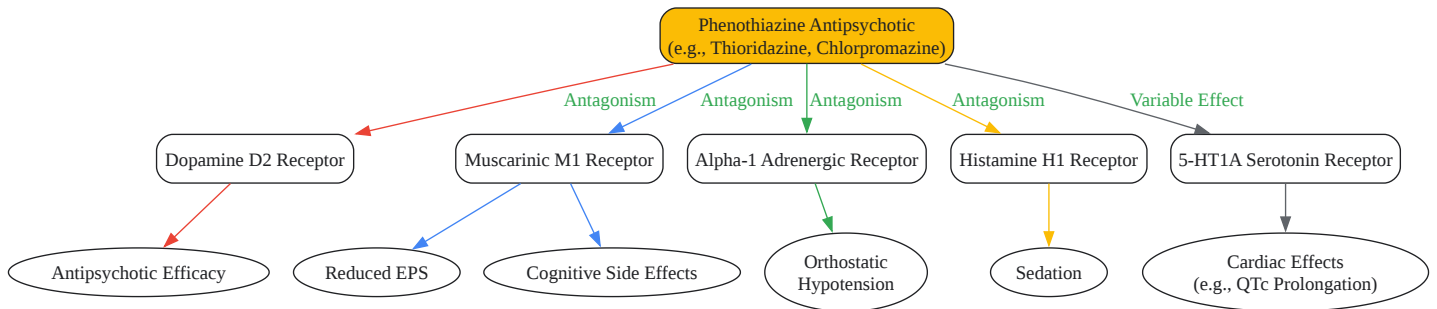 Phenothiazine Antipsychotic
(e.g., Thioridazine, Chlorpromazine)
Antagonism
Antagonism
Antagonism
Antagonism
Variable Effect
Dopamine D2 Receptor
Muscarinic M1 Receptor
Alpha-1 Adrenergic Receptor
Histamine H1 Receptor
5-HT1A Serotonin Receptor
Antipsychotic Efficacy
Reduced EPS
Cognitive Side Effects
Orthostatic
Hypotension
Sedation
Cardiac Effects
(e.g., QTc Prolongation)